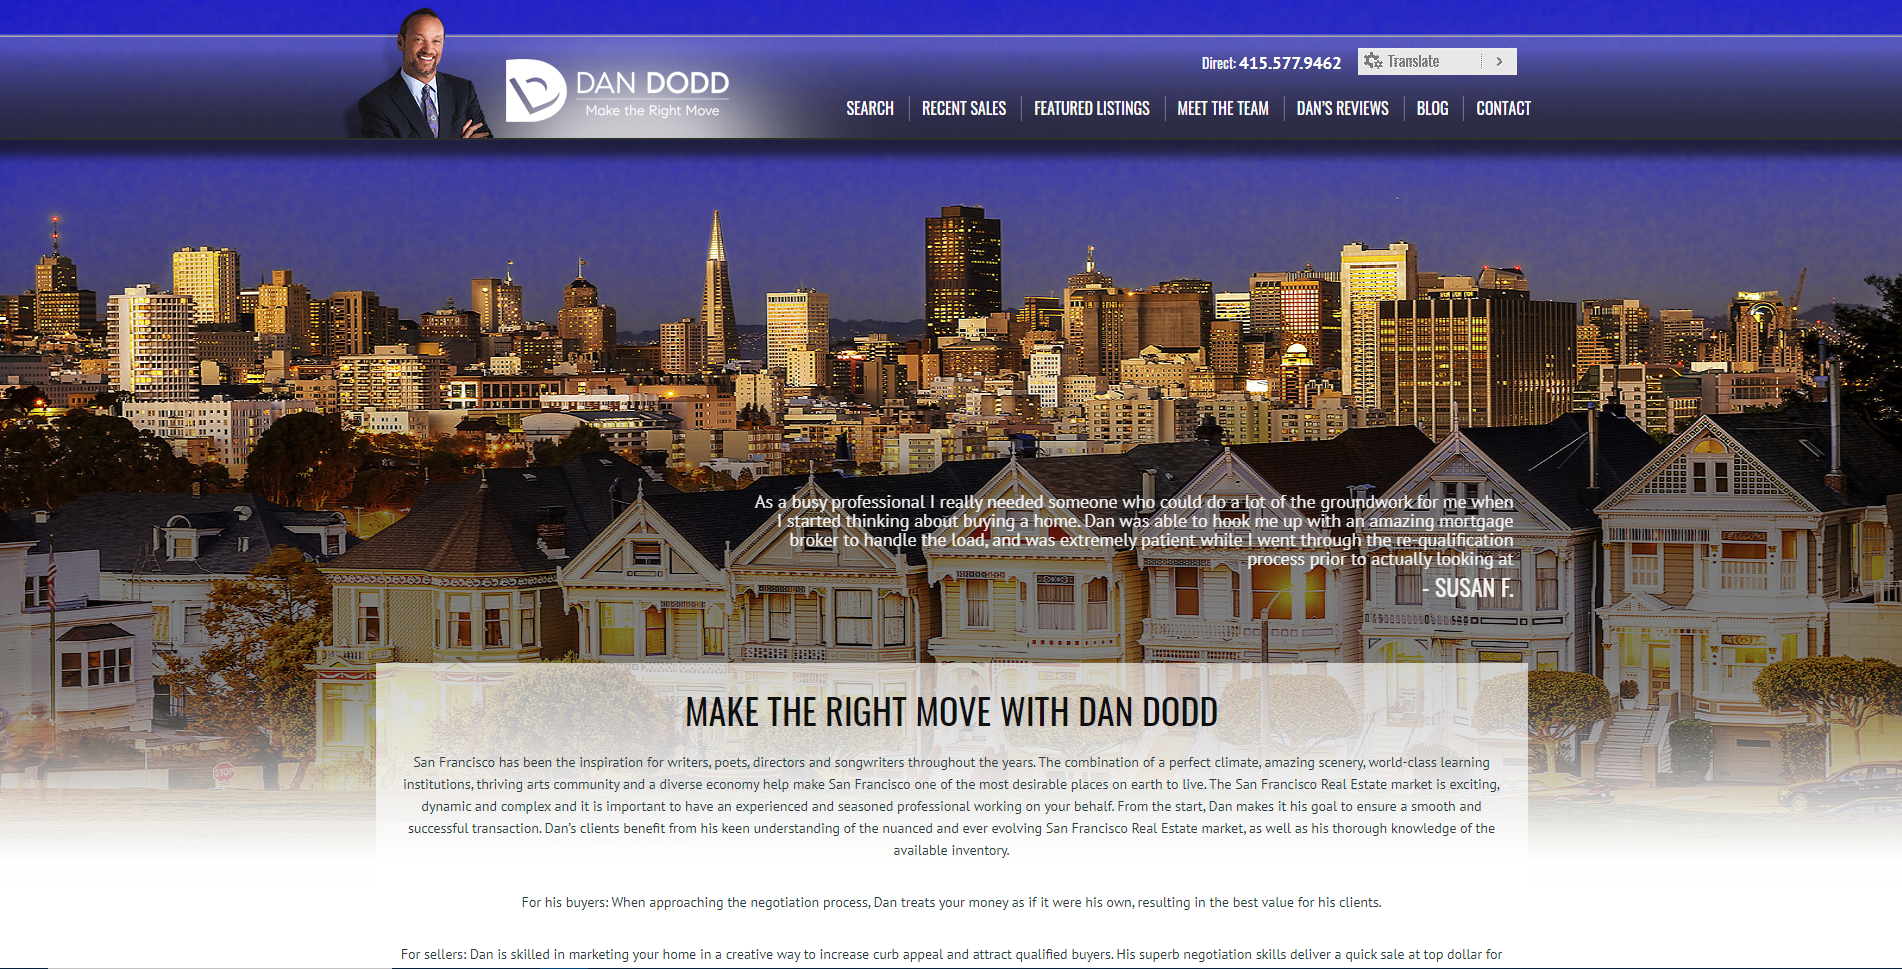 Direct: 415.577.9462
Translate
DAN DODD
Make the Right Move
SEARCH
RECENT SALES
FEATURED LISTINGS
MEET THE TEAM
DAN'S REVIEWS
BLOG
CONTACT
As a busy professional I really needed someone who could do a lot of the groundwork for me when
I started thinking about buying a home. Dan was able to hook me up with an amazing mortgage
broker to handle the load, and was extremely patient while I went through the re-qualification
process prior to actually looking at
- SUSAN F.
MAKE THE RIGHT MOVE WITH DAN DODD
San Francisco has been the inspiration for writers, poets, directors and songwriters throughout the years. The combination of a perfect climate, amazing scenery, world-class learning
institutions, thriving arts community and a diverse economy help make San Francisco one of the most desirable places on earth to live. The San Francisco Real Estate market is exciting,
dynamic and complex and it is important to have an experienced and seasoned professional working on your behalf. From the start, Dan makes it his goal to ensure a smooth and
successful transaction. Dan's clients benefit from his keen understanding of the nuanced and ever evolving San Francisco Real Estate market, as well as his thorough knowledge of the
available inventory.
STOP
For his buyers: When approaching the negotiation process, Dan treats your money as if it were his own, resulting in the best value for his clients.
For sellers: Dan is skilled in marketing your home in a creative way to increase curb appeal and attract qualified buyers. His superb negotiation skills deliver a quick sale at top dollar for